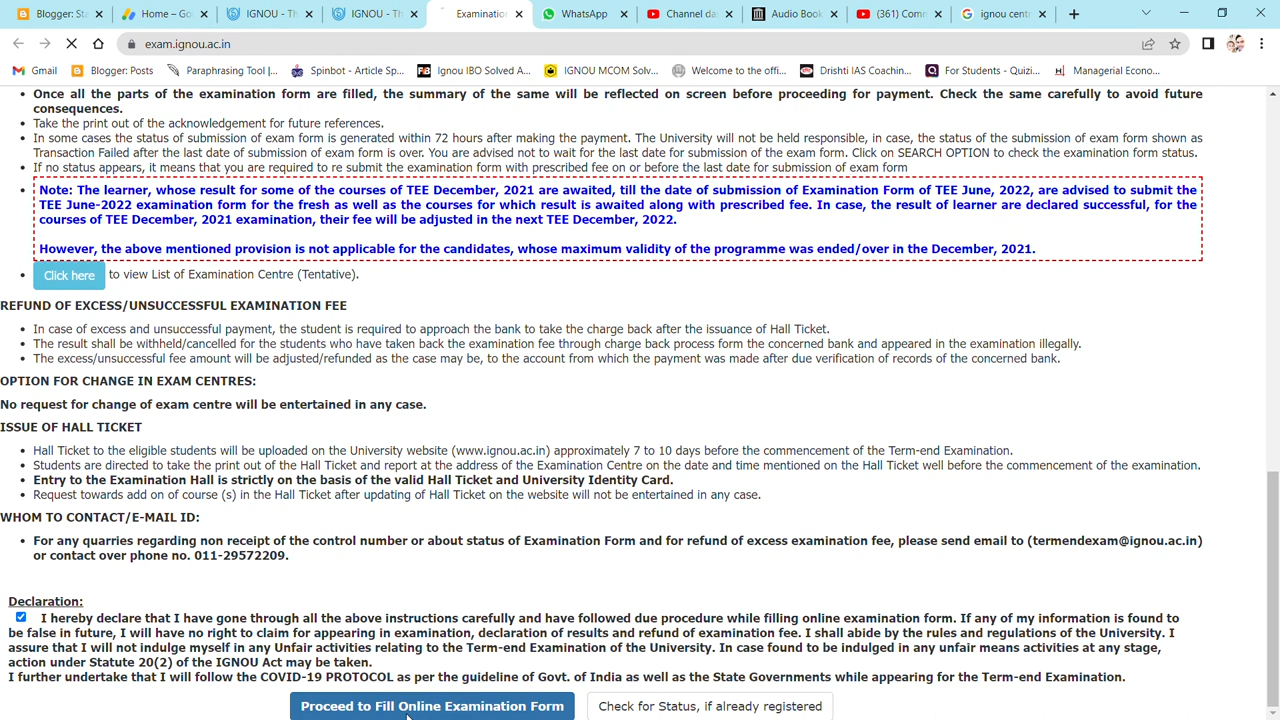 Blogger: Ste
Home – Go
IGNOU - Th
IGNOU - Th
Examination
WhatsApp
Channel da
Audio Book
(361) Com
ignou centr
exam.ignou.ac.in
Gmail
Blogger: Posts
Paraphrasing Tool |...
Spinbot - Article Sp...
Ignou IBO Solved A...
IGNOU MCOM Solv...
Welcome to the offi...
Drishti IAS Coachin...
For Students - Quizi...
Managerial Econo...
• Once all the parts of the examination form are filled, the summary of the same will be reflected on screen before proceeding for payment. Check the same carefully to avoid future
consequences.
• Take the print out of the acknowledgement for future references.
• In some cases the status of submission of exam form is generated within 72 hours after making the payment. The University will not be held responsible, in case, the status of the submission of exam form shown as
Transaction Failed after the last date of submission of exam form is over. You are advised not to wait for the last date for submission of the exam form. Click on SEARCH OPTION to check the examination form status.
• If no status appears, it means that you are required to re submit the examination form with prescribed fee on or before the last date for submission of exam form
• Note: The learner, whose result for some of the courses of TEE December, 2021 are awaited, till the date of submission of Examination Form of TEE June, 2022, are advised to submit the
TEE June-2022 examination form for the fresh as well as the courses for which result is awaited along with prescribed fee. In case, the result of learner are declared successful, for the
courses of TEE December, 2021 examination, their fee will be adjusted in the next TEE December, 2022.
However, the above mentioned provision is not applicable for the candidates, whose maximum validity of the programme was ended/over in the December, 2021.
• Click here to view List of Examination Centre (Tentative).
REFUND OF EXCESS/UNSUCCESSFUL EXAMINATION FEE
• In case of excess and unsuccessful payment, the student is required to approach the bank to take the charge back after the issuance of Hall Ticket.
• The result shall be withheld/cancelled for the students who have taken back the examination fee through charge back process form the concerned bank and appeared in the examination illegally.
• The excess/unsuccessful fee amount will be adjusted/refunded as the case may be, to the account from which the payment was made after due verification of records of the concerned bank.
OPTION FOR CHANGE IN EXAM CENTRES:
No request for change of exam centre will be entertained in any case.
ISSUE OF HALL TICKET
• Hall Ticket to the eligible students will be uploaded on the University website (www.ignou.ac.in) approximately 7 to 10 days before the commencement of the Term-end Examination.
• Students are directed to take the print out of the Hall Ticket and report at the address of the Examination Centre on the date and time mentioned on the Hall Ticket well before the commencement of the examination.
• Entry to the Examination Hall is strictly on the basis of the valid Hall Ticket and University Identity Card.
• Request towards add on of course (s) in the Hall Ticket after updating of Hall Ticket on the website will not be entertained in any case.
WHOM TO CONTACT/E-MAIL ID:
• For any quarries regarding non receipt of the control number or about status of Examination Form and for refund of excess examination fee, please send email to (termendexam@ignou.ac.in)
or contact over phone no. 011-29572209.
Declaration:
I hereby declare that I have gone through all the above instructions carefully and have followed due procedure while filling online examination form. If any of my information is found to
be false in future, I will have no right to claim for appearing in examination, declaration of results and refund of examination fee. I shall abide by the rules and regulations of the University. I
assure that I will not indulge myself in any Unfair activities relating to the Term-end Examination of the University. In case found to be indulged in any unfair means activities at any stage,
action under Statute 20(2) of the IGNOU Act may be taken.
I further undertake that I will follow the COVID-19 PROTOCOL as per the guideline of Govt. of India as well as the State Governments while appearing for the Term-end Examination.
Proceed to Fill Online Examination Form
Check for Status, if already registered